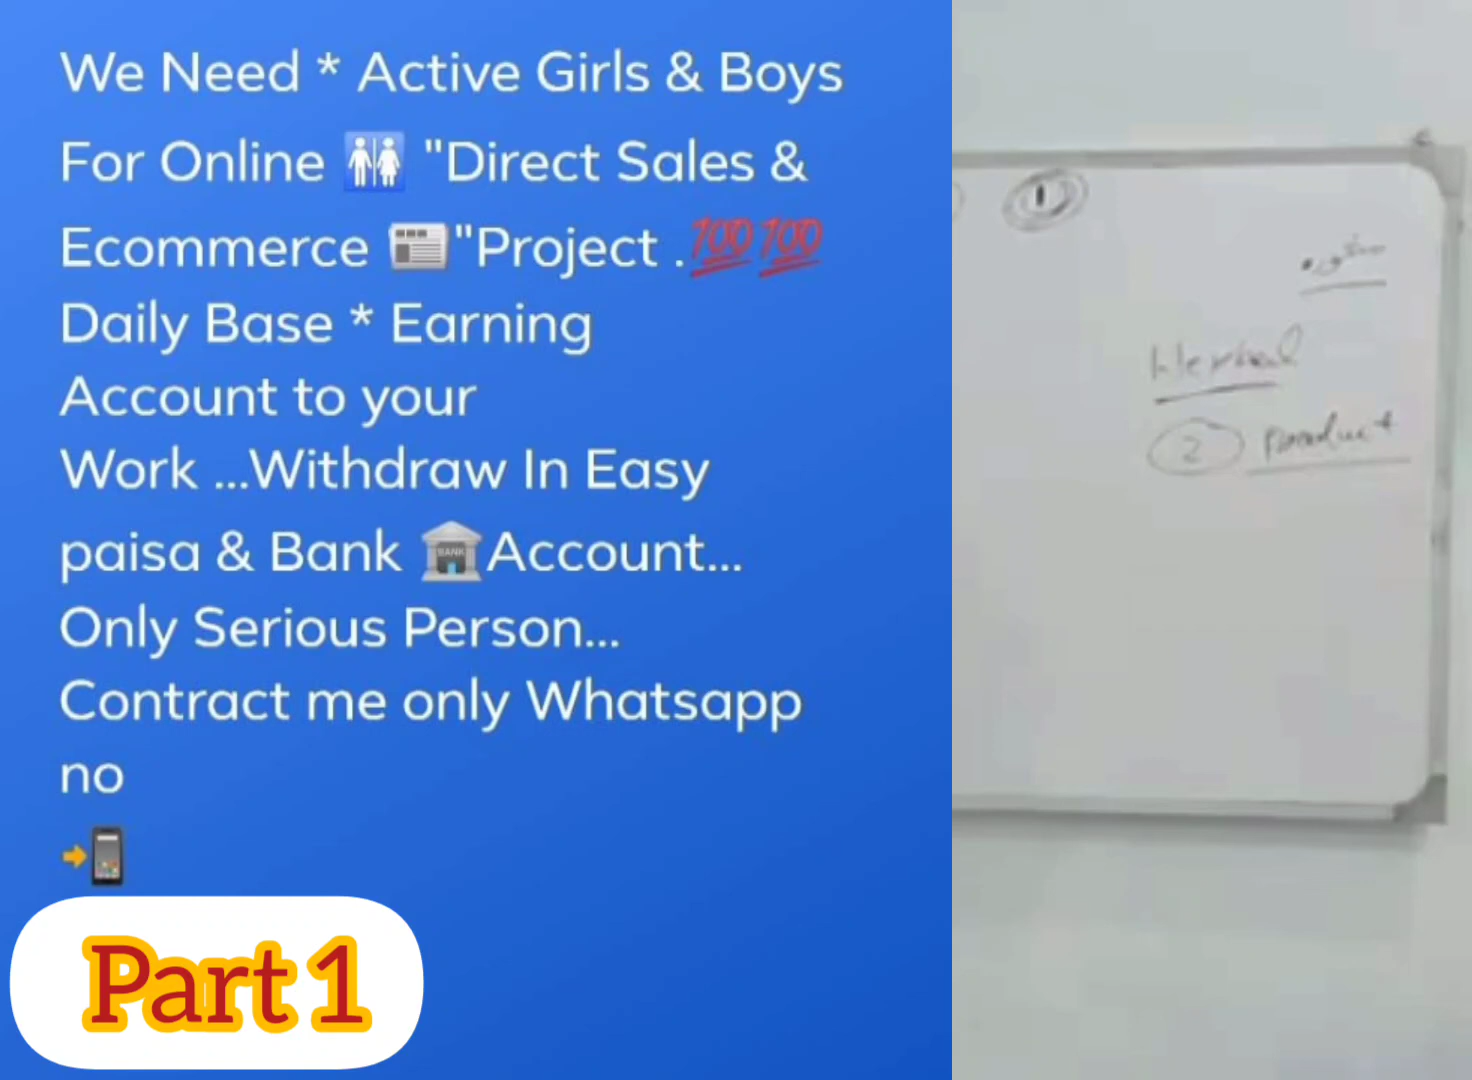 We Need * Active Girls & Boys
For Online 🚻 "Direct Sales &
Ecommerce 📰"Project .💯💯
Daily Base * Earning
Account to your
Work ...Withdraw In Easy
paisa & Bank 🏦Account...
Only Serious Person...
Contract me only Whatsapp
no
📲
Part 1
1
Herbal
2 Product